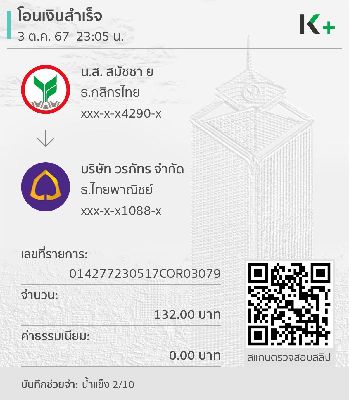 โอนเงินสำเร็จ
3 ต.ค. 67 23:05 น.
K+
น.ส. สมัชชา ย
ธ.กสิกรไทย
xxx-x-x4290-x
บริษัท วรภัทร จำกัด
ธ.ไทยพาณิชย์
xxx-x-x1088-x
เลขที่รายการ:
014277230517COR03079
จำนวน:
132.00 บาท
ค่าธรรมเนียม:
0.00 บาท
สแกนตรวจสอบสลิป
บันทึกช่วยจำ: น้ำแข็ง 2/10